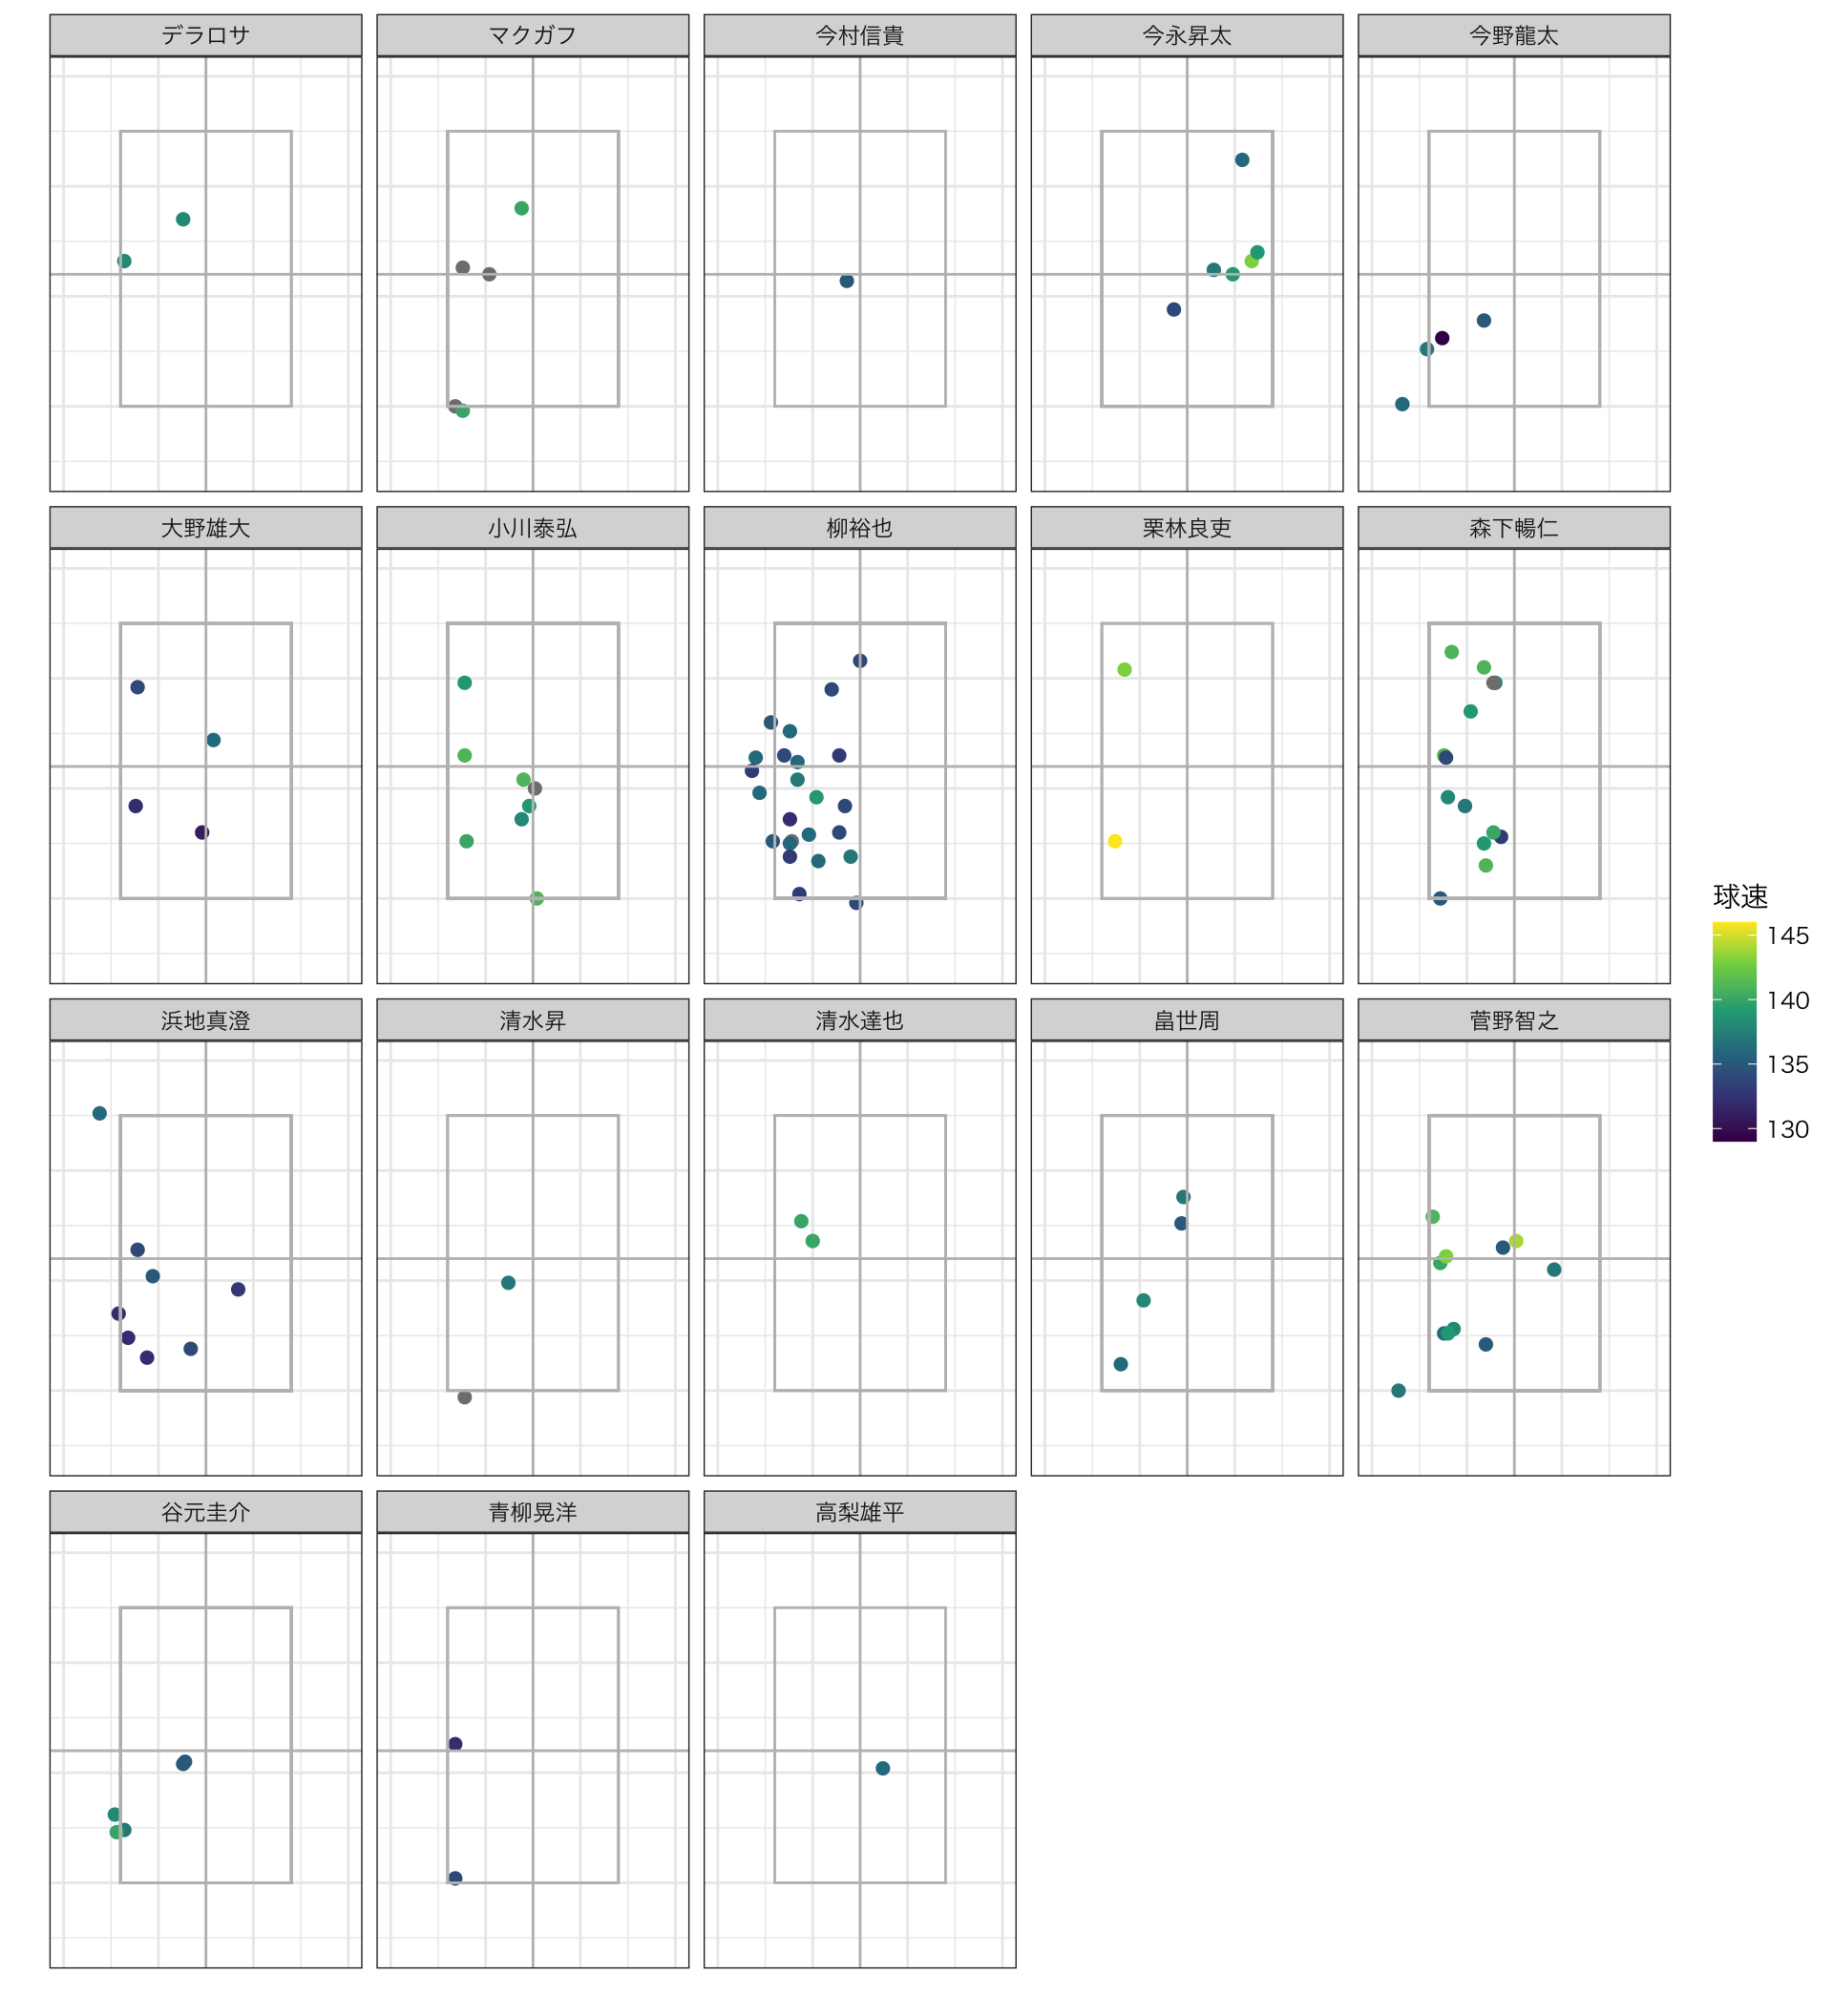 デラロサ
マクガフ
今村信貴
今永昇太
今野龍太
大野雄大
小川泰弘
柳裕也
栗林良吏
森下暢仁
浜地真澄
清水昇
清水達也
畠世周
菅野智之
谷元圭介
青柳晃洋
高梨雄平
球速
145
140
135
130